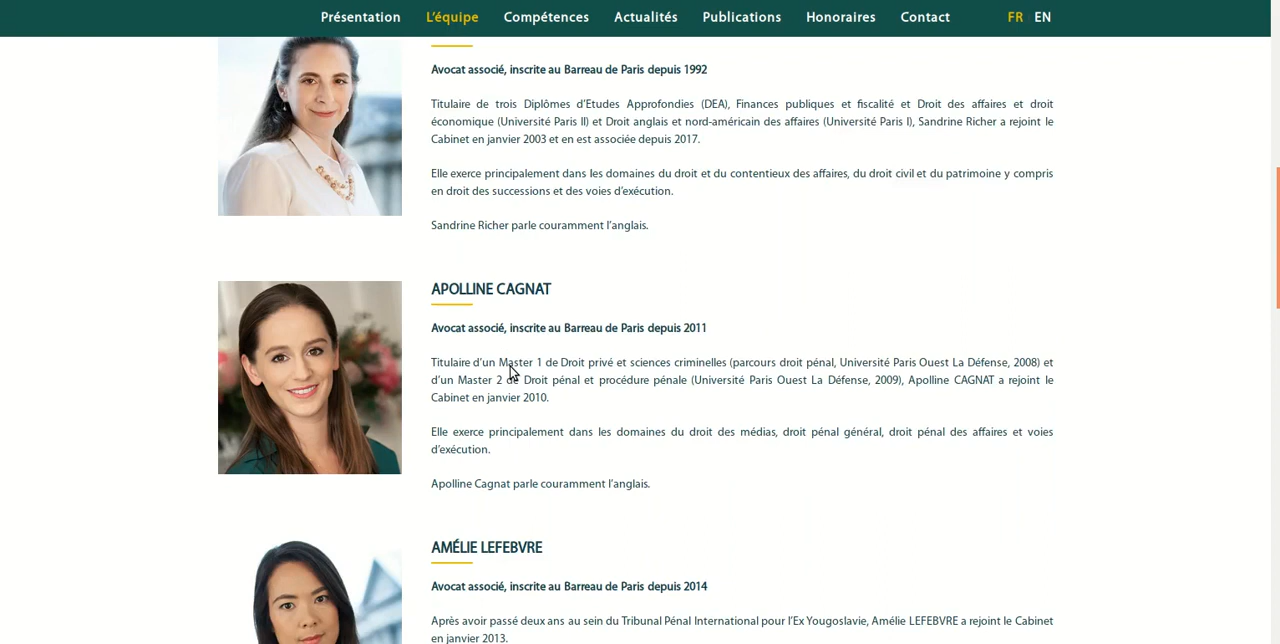 Présentation L'équipe Compétences Actualités Publications Honoraires Contact FR EN
Avocat associé, inscrite au Barreau de Paris depuis 1992
Titulaire de trois Diplômes d'Etudes Approfondies (DEA), Finances publiques et fiscalité et Droit des affaires et droit
économique (Université Paris II) et Droit anglais et nord-américain des affaires (Université Paris I), Sandrine Richer a rejoint le
Cabinet en janvier 2003 et en est associée depuis 2017.
Elle exerce principalement dans les domaines du droit et du contentieux des affaires, du droit civil et du patrimoine y compris
en droit des successions et des voies d'exécution.
Sandrine Richer parle couramment l'anglais.
APOLLINE CAGNAT
Avocat associé, inscrite au Barreau de Paris depuis 2011
Titulaire d'un Master 1 de Droit privé et sciences criminelles (parcours droit pénal, Université Paris Ouest La Défense, 2008) et
d'un Master 2 de Droit pénal et procédure pénale (Université Paris Ouest La Défense, 2009), Apolline CAGNAT a rejoint le
Cabinet en janvier 2010.
Elle exerce principalement dans les domaines du droit des médias, droit pénal général, droit pénal des affaires et voies
d'exécution.
Apolline Cagnat parle couramment l'anglais.
AMÉLIE LEFEBVRE
Avocat associé, inscrite au Barreau de Paris depuis 2014
Après avoir passé deux ans au sein du Tribunal Pénal International pour l'Ex Yougoslavie, Amélie LEFEBVRE a rejoint le Cabinet
en janvier 2013.